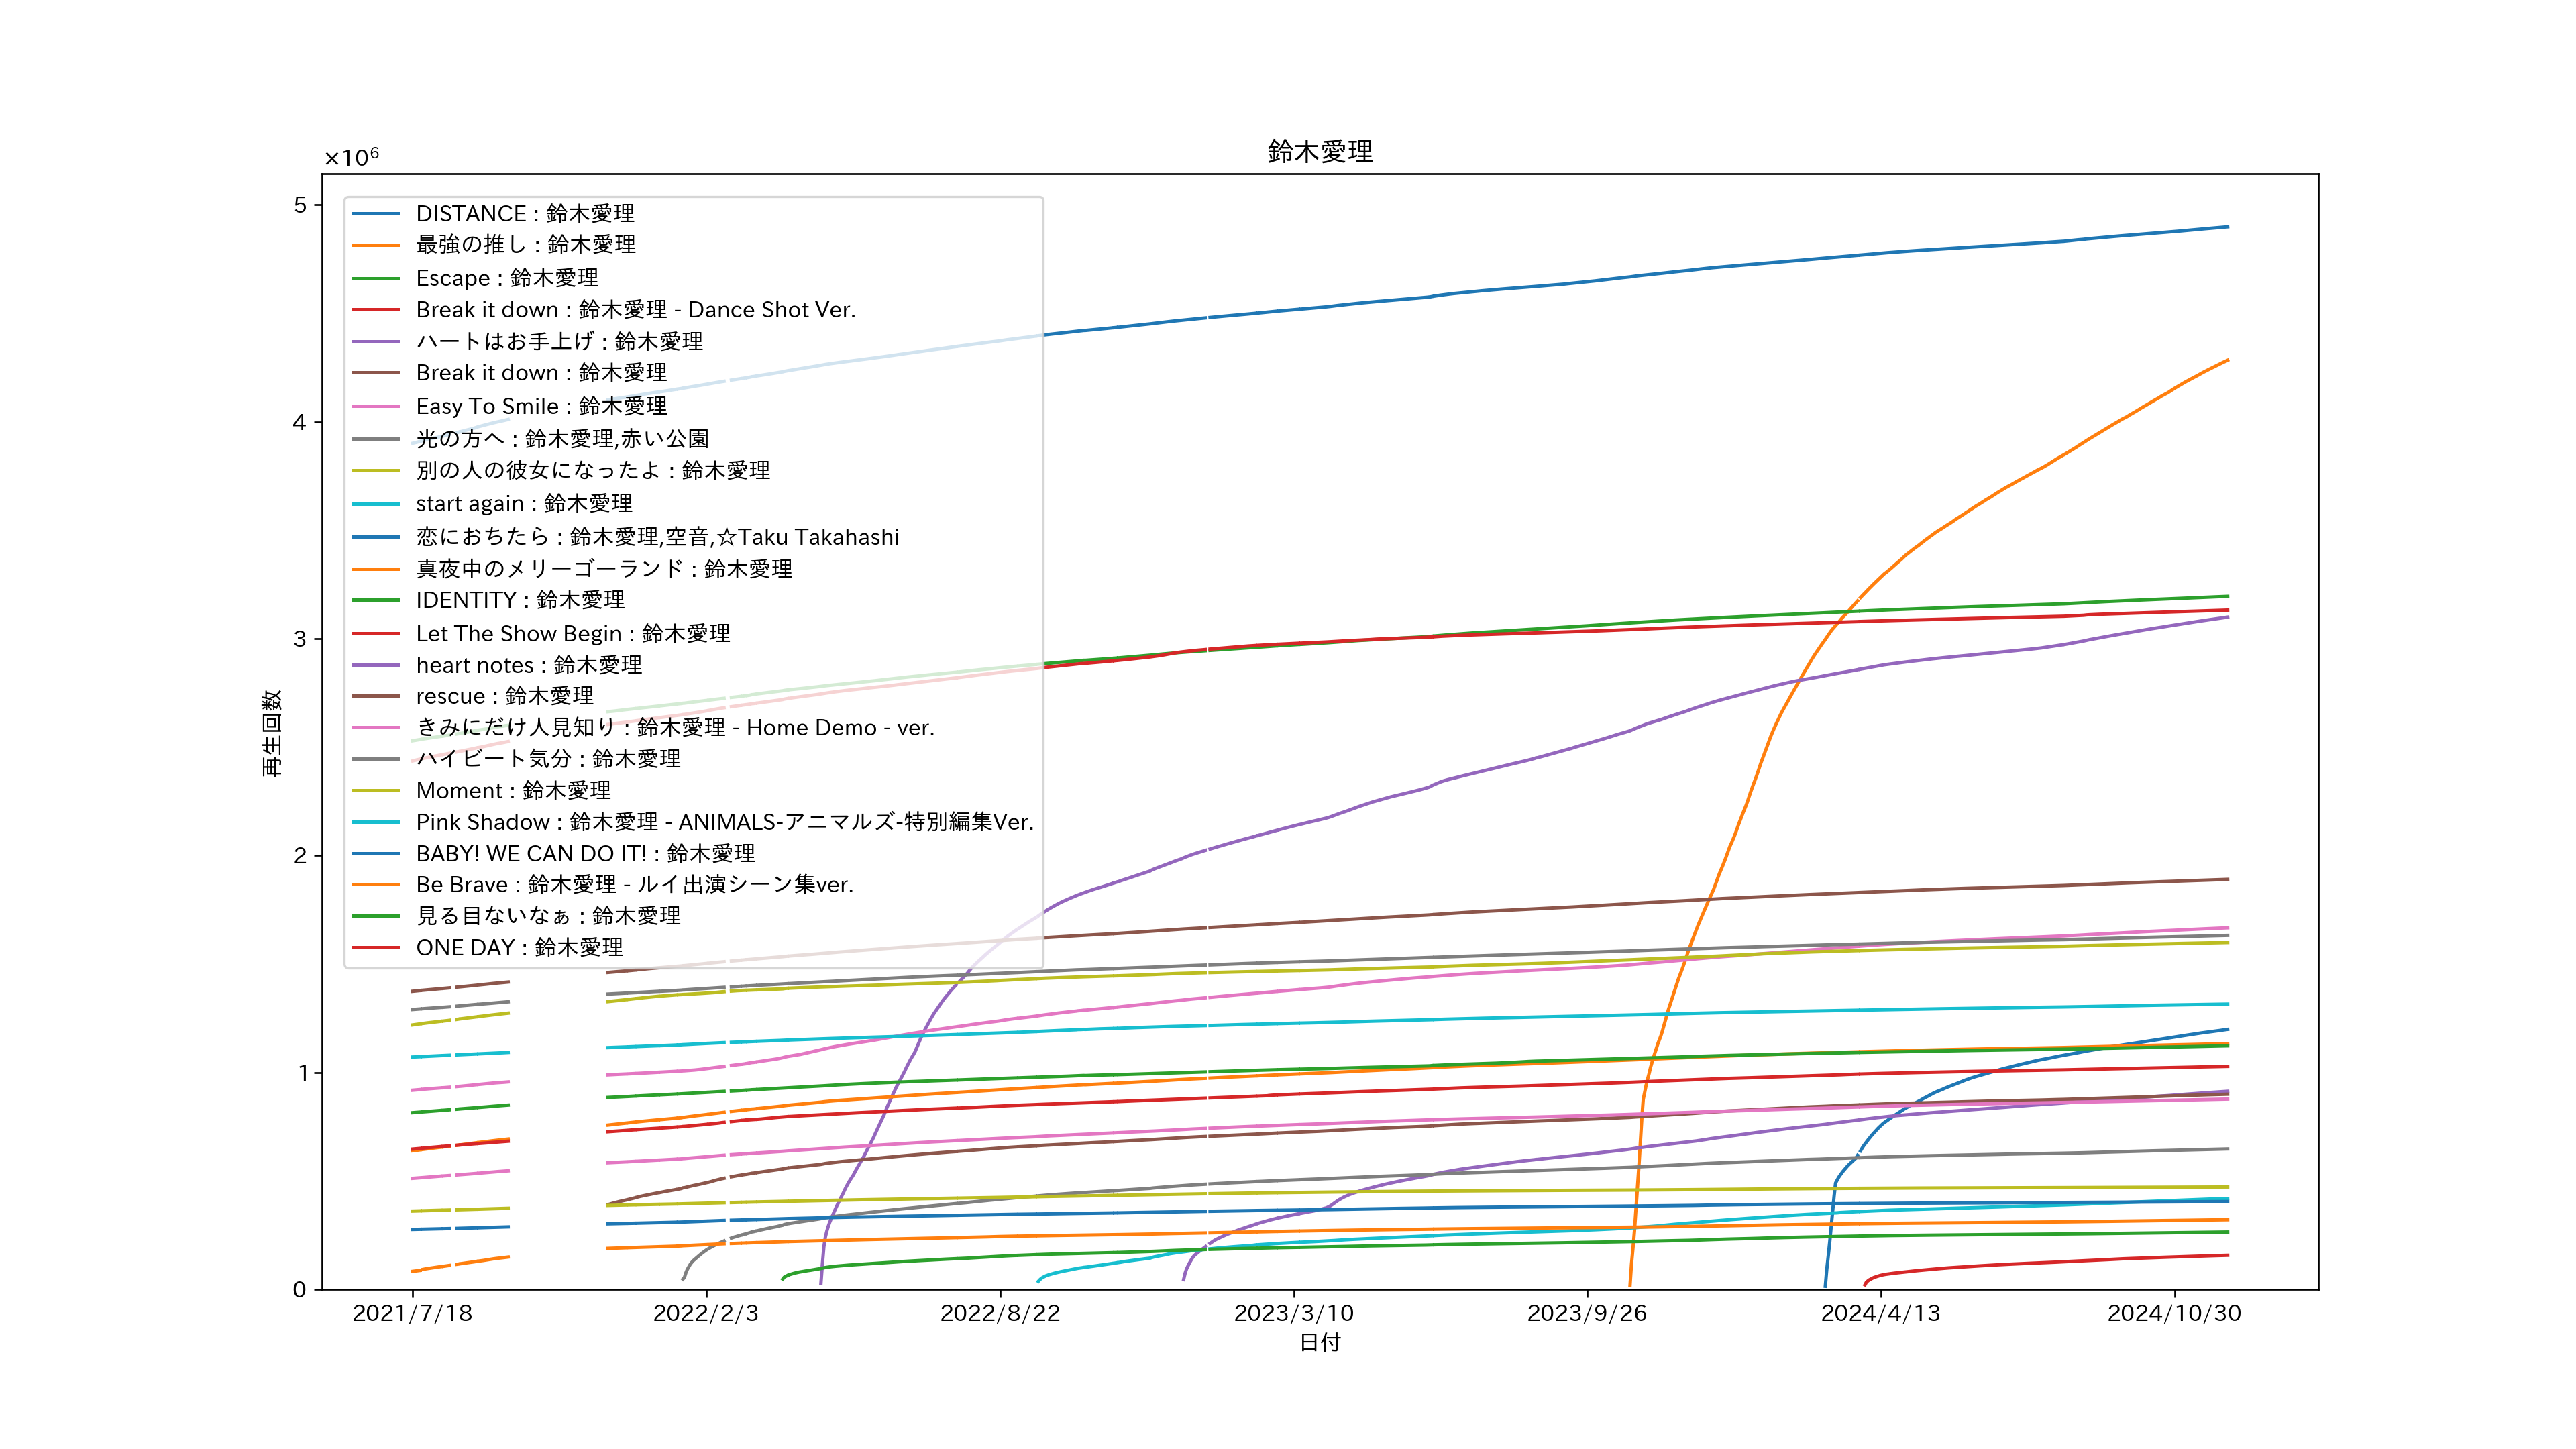 鈴木愛理
×10⁶
5
4
3
2
1
0
再生回数
DISTANCE : 鈴木愛理
最強の推し : 鈴木愛理
Escape : 鈴木愛理
Break it down : 鈴木愛理 - Dance Shot Ver.
ハートはお手上げ : 鈴木愛理
Break it down : 鈴木愛理
Easy To Smile : 鈴木愛理
光の方へ : 鈴木愛理,赤い公園
別の人の彼女になったよ : 鈴木愛理
start again : 鈴木愛理
恋におちたら : 鈴木愛理,空音,☆Taku Takahashi
真夜中のメリーゴーランド : 鈴木愛理
IDENTITY : 鈴木愛理
Let The Show Begin : 鈴木愛理
heart notes : 鈴木愛理
rescue : 鈴木愛理
きみにだけ人見知り : 鈴木愛理 - Home Demo - ver.
ハイビート気分 : 鈴木愛理
Moment : 鈴木愛理
Pink Shadow : 鈴木愛理 - ANIMALS-アニマルズ-特別編集Ver.
BABY! WE CAN DO IT! : 鈴木愛理
Be Brave : 鈴木愛理 - ルイ出演シーン集ver.
見る目ないなぁ : 鈴木愛理
ONE DAY : 鈴木愛理
2021/7/18 2022/2/3 2022/8/22 2023/3/10 2023/9/26 2024/4/13 2024/10/30
日付